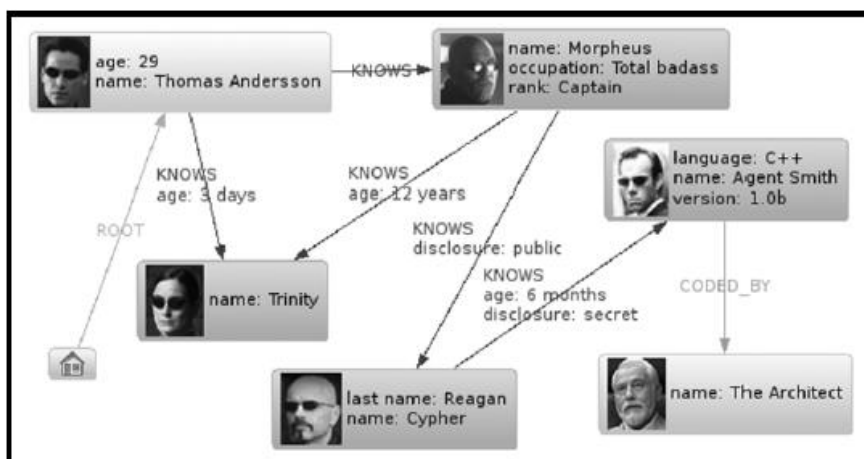 age: 29
name: Thomas Andersson
KNOWS
name: Morpheus
occupation: Total badass
rank: Captain
KNOWS
age: 3 days
KNOWS
age: 12 years
language: C++
name: Agent Smith
version: 1.0b
ROOT
KNOWS
disclosure: public
name: Trinity
KNOWS
age: 6 months
disclosure: secret
CODED_BY
last name: Reagan
name: Cypher
name: The Architect